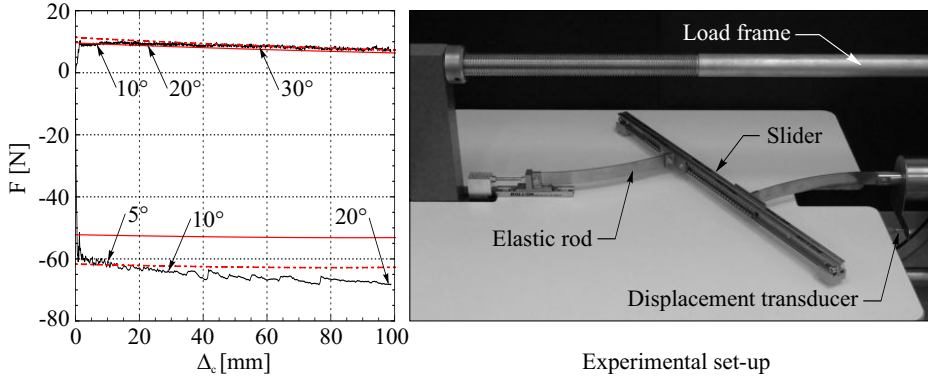 20
0
-20
-40
-60
-80
F [N]
0 20 40 60 80 100
Δc [mm]
10° 20° 30°
5° 10° 20°
Load frame
Slider
Elastic rod
Displacement transducer
Experimental set-up